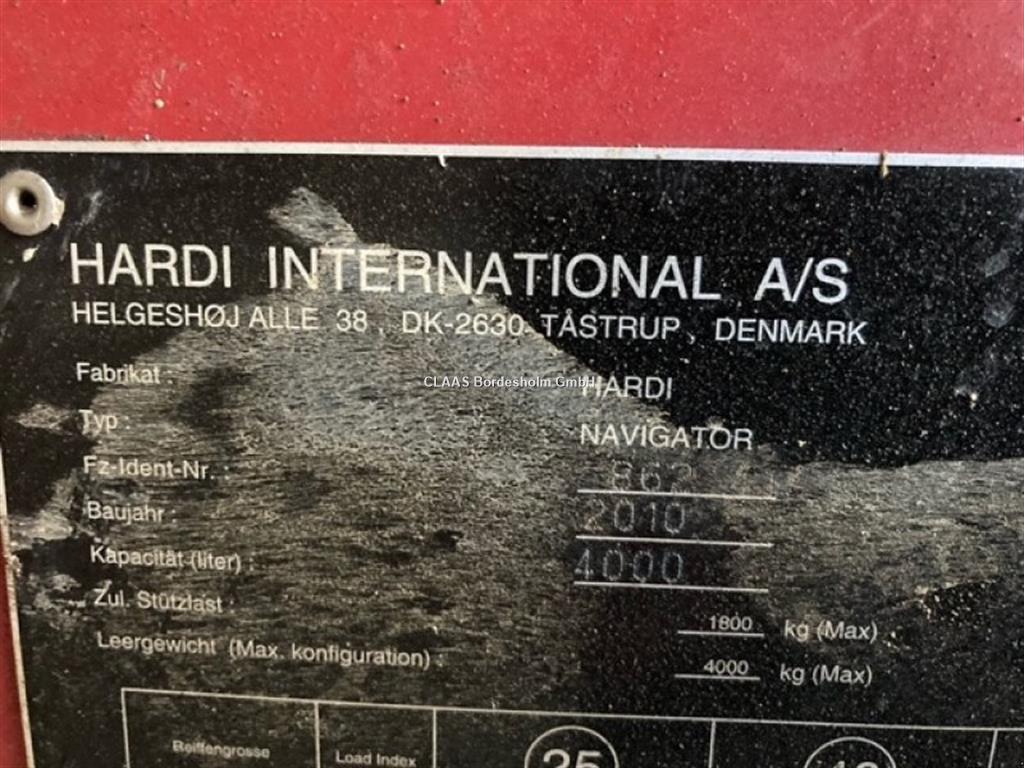 HARDI INTERNATIONAL A/S
HELGESHØJ ALLE 38, DK-2630 TÅSTRUP, DENMARK
Fabrikat : HARDI
CLAAS Bordesholm GmbH
Typ : NAVIGATOR
Fz-Ident-Nr. : 862
Baujahr : 2010
Kapacität (liter) : 4000
Zul. Stützlast : 1800 kg (Max)
Leergewicht (Max. konfiguration) : 4000 kg (Max)
Reiffengrosse Load Index 25